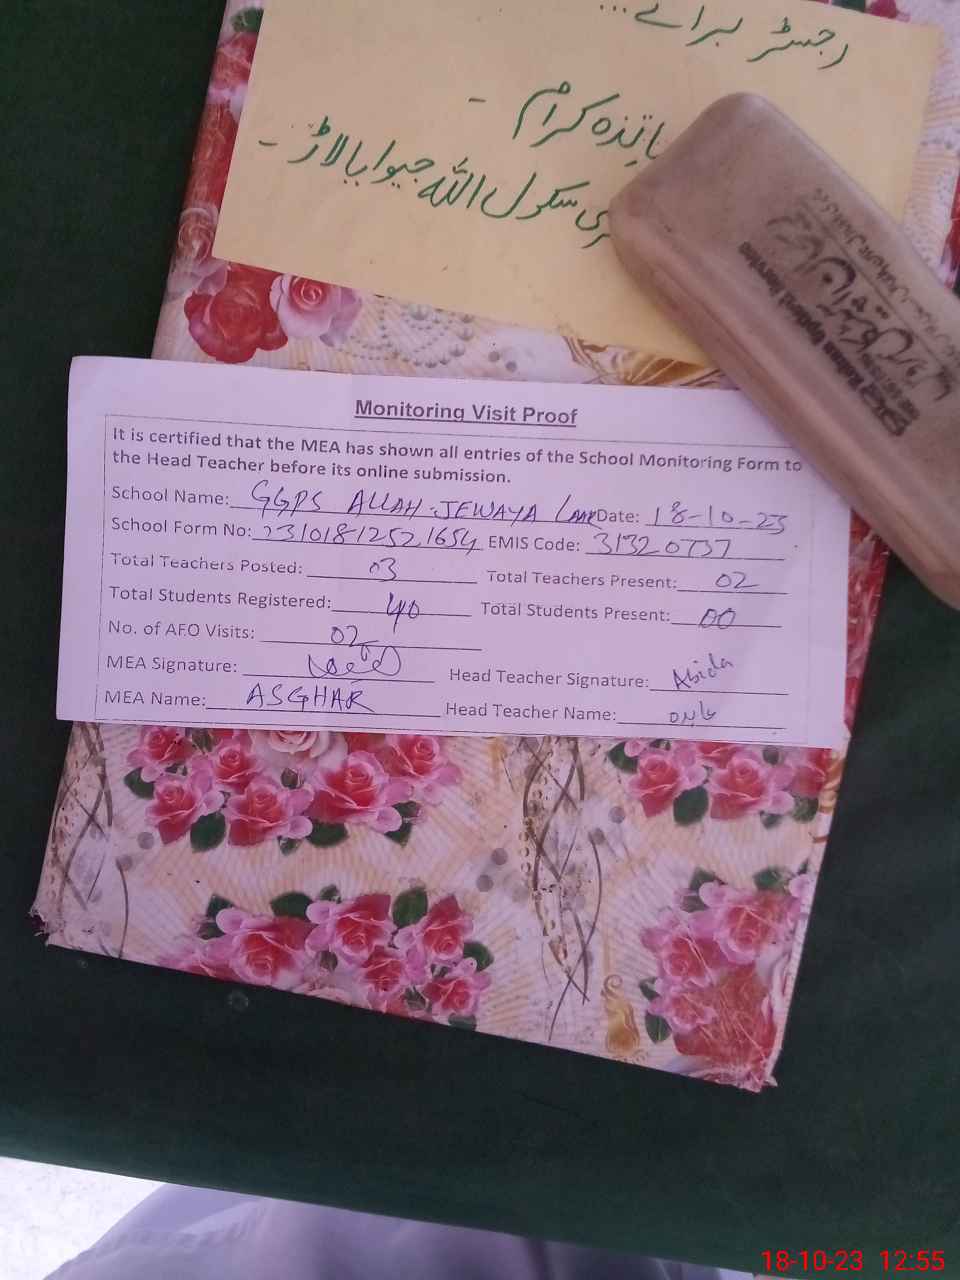 رجسٹر برائے...
کرام -
سکول اللہ جیوایا لاڑ -
Monitoring Visit Proof
It is certified that the MEA has shown all entries of the School Monitoring Form to
the Head Teacher before its online submission.
School Name: GGPS ALLAH JEWAYA LAAR Date: 18-10-23
School Form No: 23101812521654 EMIS Code: 31320737
Total Teachers Posted: 03 Total Teachers Present: 02
Total Students Registered: 40 Total Students Present: 00
No. of AEO Visits: 02
MEA Signature: Head Teacher Signature: Abida
MEA Name: ASGHAR Head Teacher Name: عابدہ
18-10-23 12:55